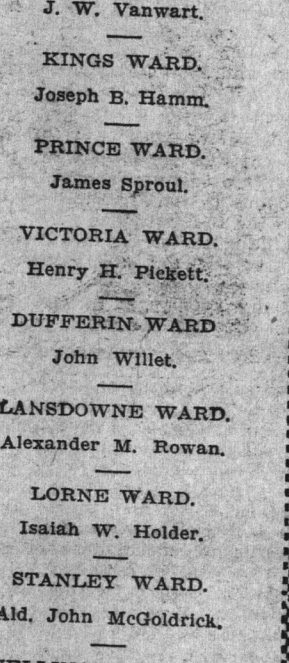 J. W. Vanwart.
KINGS WARD.
Joseph B. Hamm.
PRINCE WARD.
James Sproul.
VICTORIA WARD.
Henry H. Pickett.
DUFFERIN WARD
John Willet.
LANSDOWNE WARD.
Alexander M. Rowan.
LORNE WARD.
Isaiah W. Holder.
STANLEY WARD.
Ald. John McGoldrick.